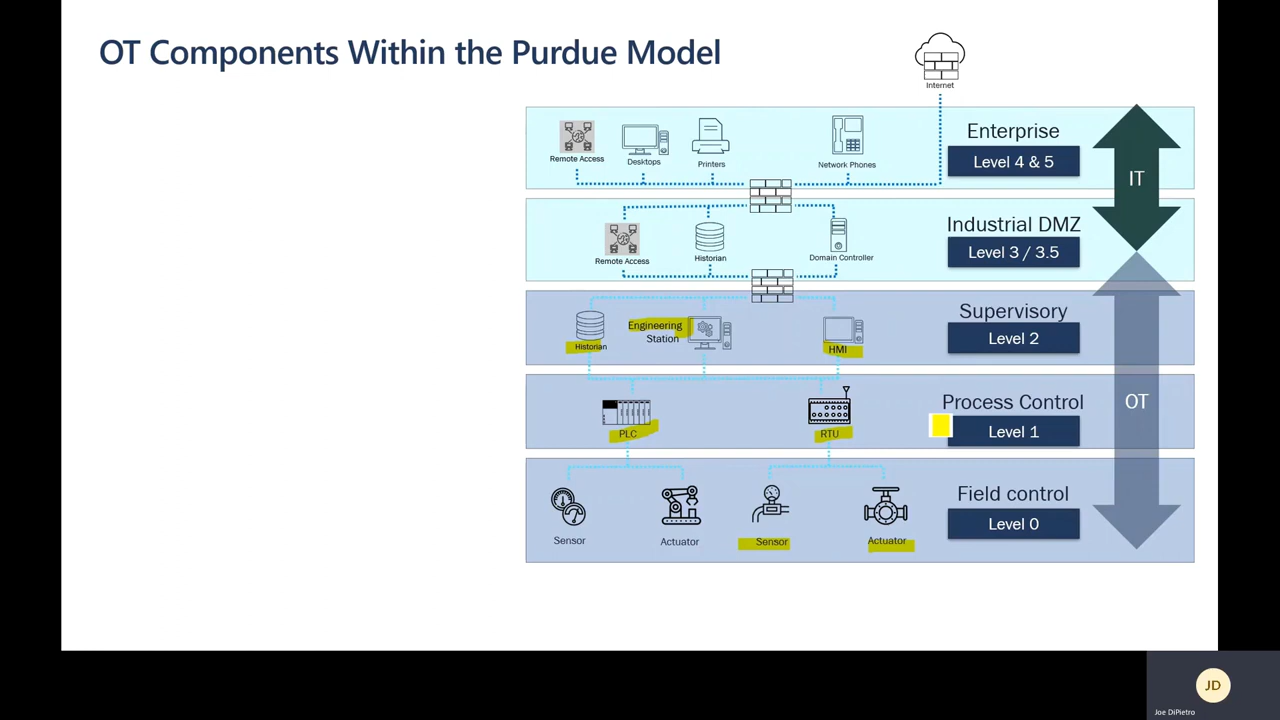 OT Components Within the Purdue Model
Internet
Enterprise
Level 4 & 5
Remote Access
Desktops
Printers
Network Phones
IT
Industrial DMZ
Level 3 / 3.5
Remote Access
Historian
Domain Controller
Supervisory
Level 2
Historian
Engineering
Station
HMI
Process Control
Level 1
OT
PLC
RTU
Field control
Level 0
Sensor
Actuator
Sensor
Actuator
JD
Joe DiPietro